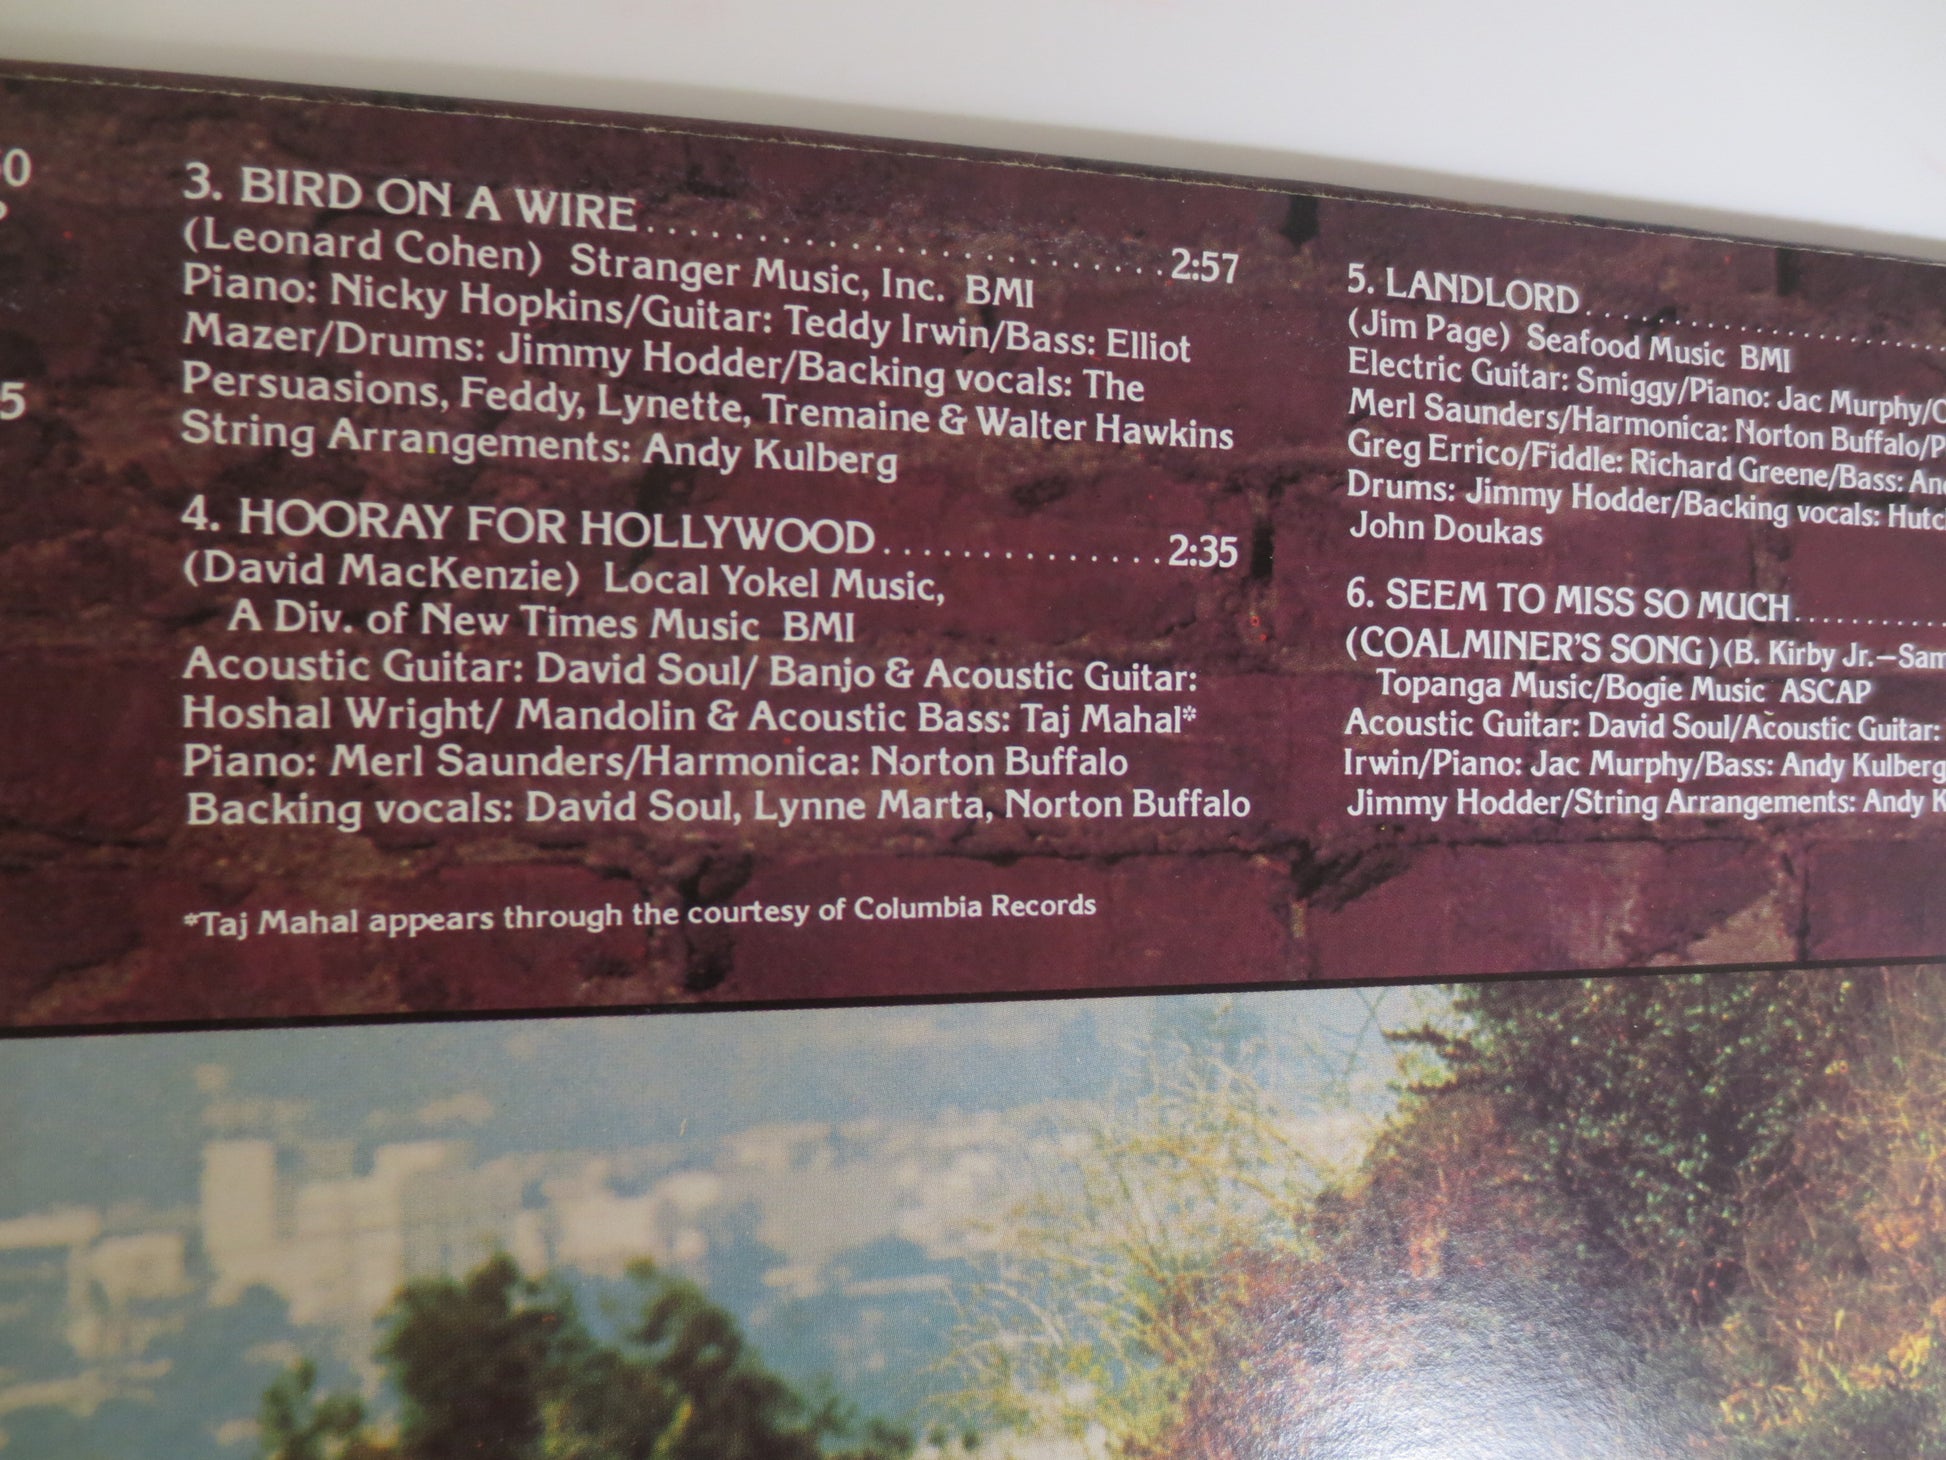 3. BIRD ON A WIRE..........................2:57
(Leonard Cohen) Stranger Music, Inc. BMI
Piano: Nicky Hopkins/Guitar: Teddy Irwin/Bass: Elliot
Mazer/Drums: Jimmy Hodder/Backing vocals: The
Persuasions, Feddy, Lynette, Tremaine & Walter Hawkins
String Arrangements: Andy Kulberg
4. HOORAY FOR HOLLYWOOD..............2:35
(David MacKenzie) Local Yokel Music,
A Div. of New Times Music BMI
Acoustic Guitar: David Soul/ Banjo & Acoustic Guitar:
Hoshal Wright/ Mandolin & Acoustic Bass: Taj Mahal*
Piano: Merl Saunders/Harmonica: Norton Buffalo
Backing vocals: David Soul, Lynne Marta, Norton Buffalo
*Taj Mahal appears through the courtesy of Columbia Records
5. LANDLORD
(Jim Page) Seafood Music BMI
Electric Guitar: Smiggy/Piano: Jac Murphy/
Merl Saunders/Harmonica: Norton Buffalo/
Greg Errico/Fiddle: Richard Greene/Bass:
Drums: Jimmy Hodder/Backing vocals:
John Doukas
6. SEEM TO MISS SO MUCH
(COALMINER'S SONG) (B. Kirby Jr.—
Topanga Music/Bogie Music ASCAP
Acoustic Guitar: David Soul/Acoustic Guitar:
Irwin/Piano: Jac Murphy/Bass: Andy Kulberg
Jimmy Hodder/String Arrangements: Andy